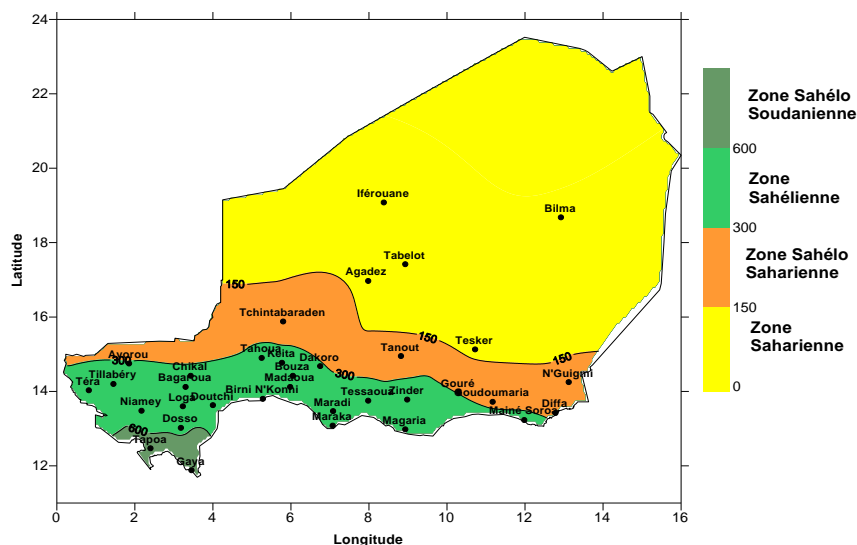 24
22
20
18
16
14
12
Latitude
0 2 4 6 8 10 12 14 16
Longitude
Iférouane
Bilma
Tabelot
Agadez
150
Tchintabaraden
150
Tesker
Tanout
150
N'Guigmi
Ayorou
300
Tahoua
Keita
Dakoro
Chikal
Bouza
300
Tillabéry
Bagaroua
Madaoua
Téra
Birni N'Konni
Tessaoua
Zinder
Gouré
Goudoumaria
Loga
Doutchi
Niamey
Maradi
Diffa
Mainé Soroa
Dosso
Maraka
Magaria
600
Tapoa
Gaya
Zone Sahélo
Soudanienne
600
Zone
Sahélienne
300
Zone Sahélo
Saharienne
150
Zone
Saharienne
0